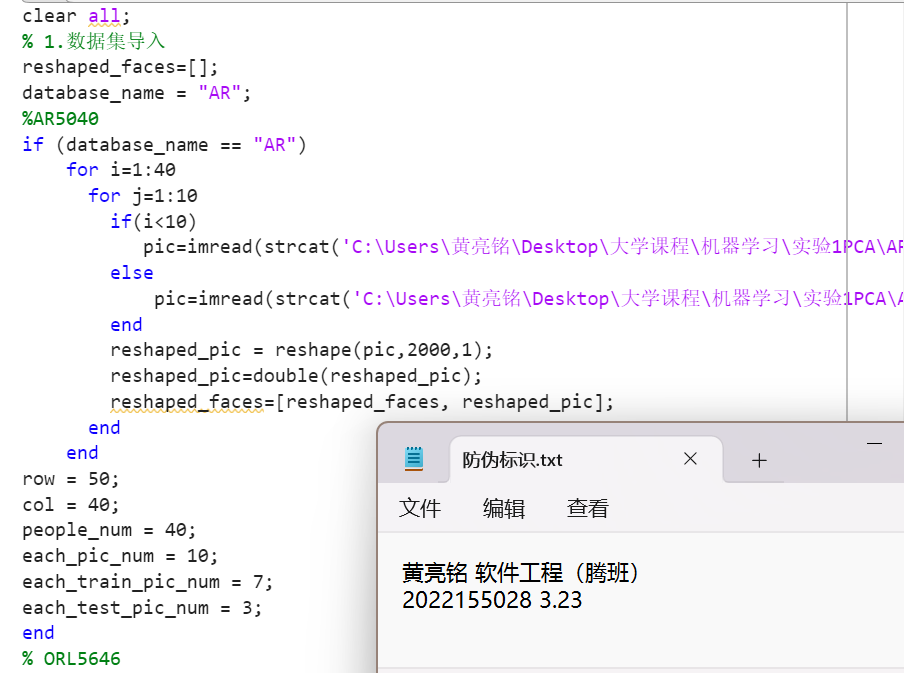 clear all;
% 1.数据集导入
reshaped_faces=[];
database_name = "AR";
%AR5040
if (database_name == "AR")
for i=1:40
for j=1:10
if(i<10)
pic=imread(strcat('C:\Users\黄亮铭\Desktop\大学课程\机器学习\实验1PCA\AR
else
pic=imread(strcat('C:\Users\黄亮铭\Desktop\大学课程\机器学习\实验1PCA\A
end
reshaped_pic = reshape(pic,2000,1);
reshaped_pic=double(reshaped_pic);
reshaped_faces=[reshaped_faces, reshaped_pic];
end
end
row = 50;
col = 40;
people_num = 40;
each_pic_num = 10;
each_train_pic_num = 7;
each_test_pic_num = 3;
end
% ORL5646
防伪标识.txt
文件 编辑 查看
黄亮铭 软件工程（腾班）
2022155028 3.23